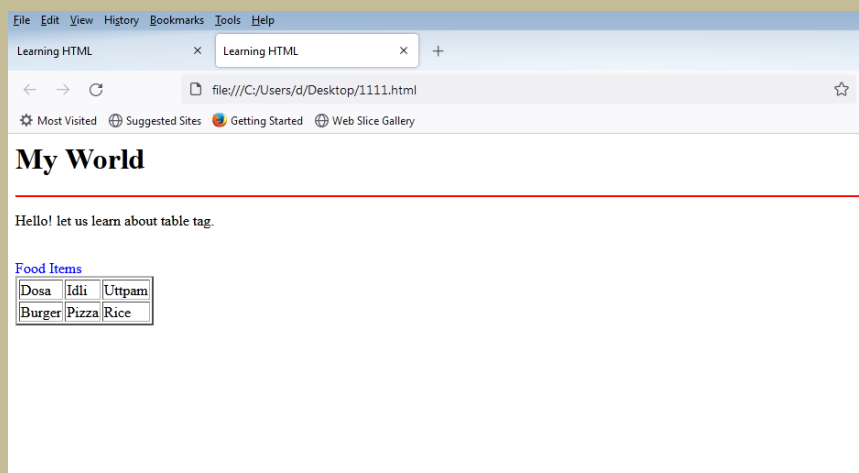 File Edit View History Bookmarks Tools Help
Learning HTML Learning HTML
file:///C:/Users/d/Desktop/1111.html
Most Visited Suggested Sites Getting Started Web Slice Gallery
My World
Hello! let us learn about table tag.
Food Items
Dosa Idli Uttpam
Burger Pizza Rice